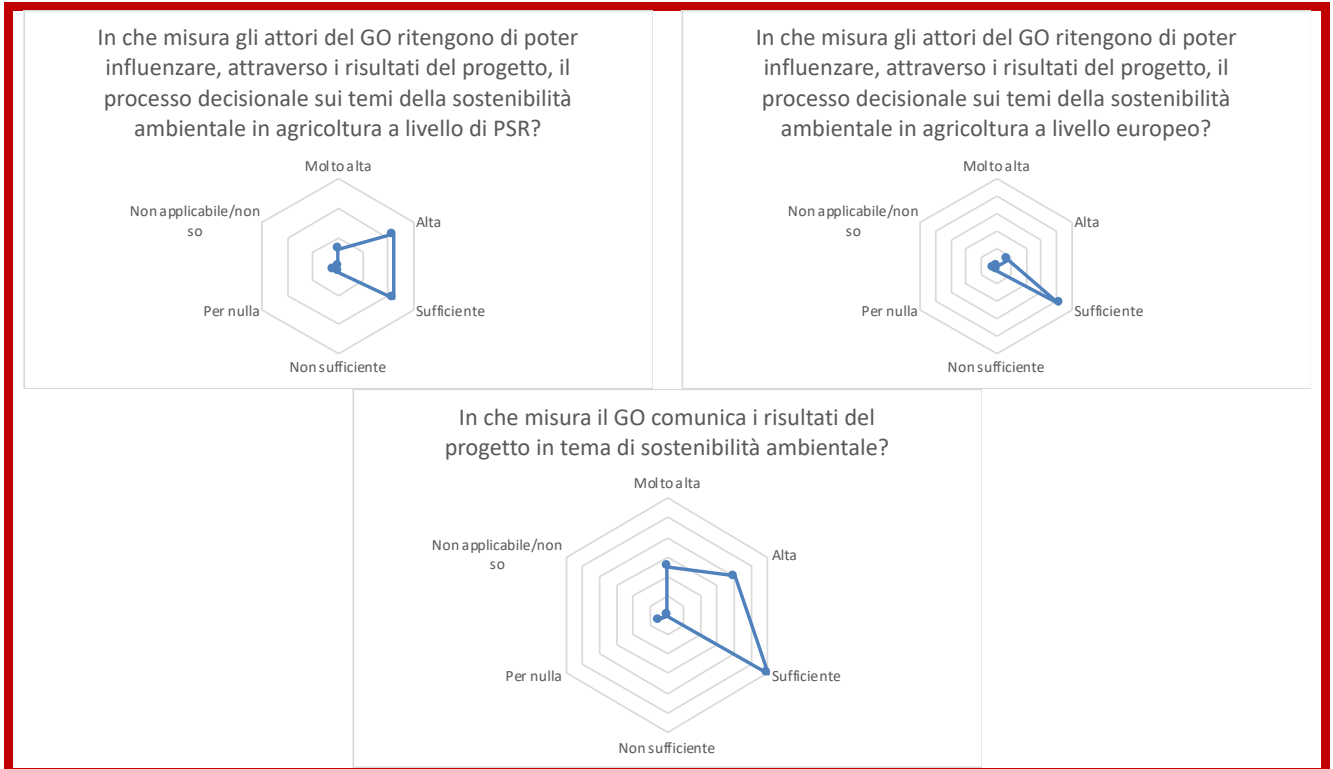 In che misura gli attori del GO ritengono di poter
influenzare, attraverso i risultati del progetto, il
processo decisionale sui temi della sostenibilità
ambientale in agricoltura a livello di PSR?
Molto alta
Non applicabile/non
so
Alta
Per nulla
Sufficiente
Non sufficiente
In che misura gli attori del GO ritengono di poter
influenzare, attraverso i risultati del progetto, il
processo decisionale sui temi della sostenibilità
ambientale in agricoltura a livello europeo?
Molto alta
Non applicabile/non
so
Alta
Per nulla
Sufficiente
Non sufficiente
In che misura il GO comunica i risultati del
progetto in tema di sostenibilità ambientale?
Molto alta
Non applicabile/non
so
Alta
Per nulla
Sufficiente
Non sufficiente